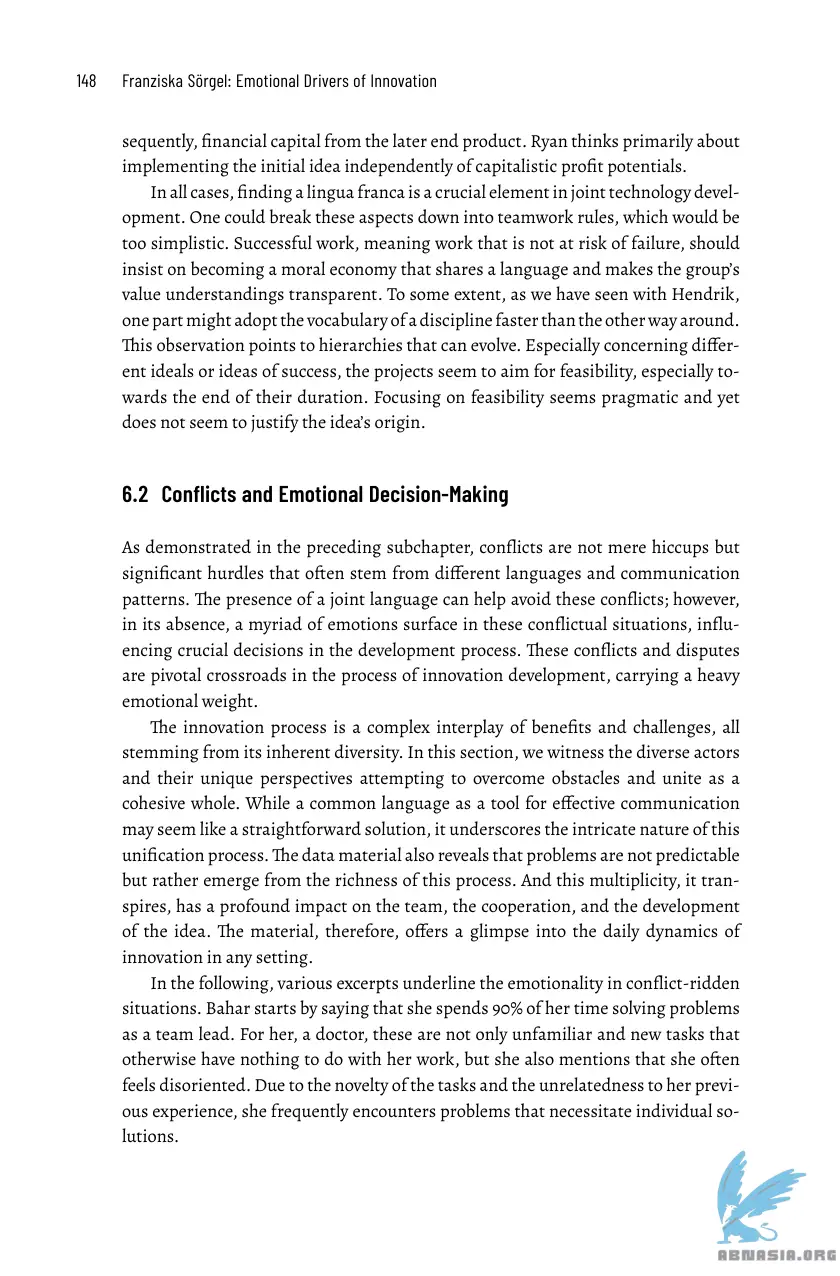 148 Franziska Sörgel: Emotional Drivers of Innovation
sequently, financial capital from the later end product. Ryan thinks primarily about
implementing the initial idea independently of capitalistic profit potentials.
In all cases, finding a lingua franca is a crucial element in joint technology devel-
opment. One could break these aspects down into teamwork rules, which would be
too simplistic. Successful work, meaning work that is not at risk of failure, should
insist on becoming a moral economy that shares a language and makes the group’s
value understandings transparent. To some extent, as we have seen with Hendrik,
one part might adopt the vocabulary of a discipline faster than the other way around.
This observation points to hierarchies that can evolve. Especially concerning differ-
ent ideals or ideas of success, the projects seem to aim for feasibility, especially to-
wards the end of their duration. Focusing on feasibility seems pragmatic and yet
does not seem to justify the idea’s origin.
6.2 Conflicts and Emotional Decision-Making
As demonstrated in the preceding subchapter, conflicts are not mere hiccups but
significant hurdles that often stem from different languages and communication
patterns. The presence of a joint language can help avoid these conflicts; however,
in its absence, a myriad of emotions surface in these conflictual situations, influ-
encing crucial decisions in the development process. These conflicts and disputes
are pivotal crossroads in the process of innovation development, carrying a heavy
emotional weight.
The innovation process is a complex interplay of benefits and challenges, all
stemming from its inherent diversity. In this section, we witness the diverse actors
and their unique perspectives attempting to overcome obstacles and unite as a
cohesive whole. While a common language as a tool for effective communication
may seem like a straightforward solution, it underscores the intricate nature of this
unification process. The data material also reveals that problems are not predictable
but rather emerge from the richness of this process. And this multiplicity, it tran-
spires, has a profound impact on the team, the cooperation, and the development
of the idea. The material, therefore, offers a glimpse into the daily dynamics of
innovation in any setting.
In the following, various excerpts underline the emotionality in conflict-ridden
situations. Bahar starts by saying that she spends 90% of her time solving problems
as a team lead. For her, a doctor, these are not only unfamiliar and new tasks that
otherwise have nothing to do with her work, but she also mentions that she often
feels disoriented. Due to the novelty of the tasks and the unrelatedness to her previ-
ous experience, she frequently encounters problems that necessitate individual so-
lutions.
ABNASIA.ORG